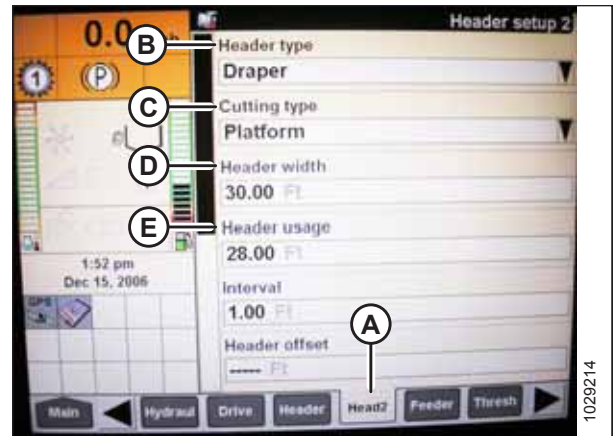 Header setup 2
0.0
1
(P)
B
Header type
Draper
C
Cutting type
Platform
D
Header width
30.00 Ft
E
Header usage
28.00 Ft
Interval
1.00 Ft
A
Header offset
----- Ft
1:52 pm
Dec 15, 2006
GPS
Main
Hydraul
Drive
Header
Head2
Feeder
Thresh
1029214